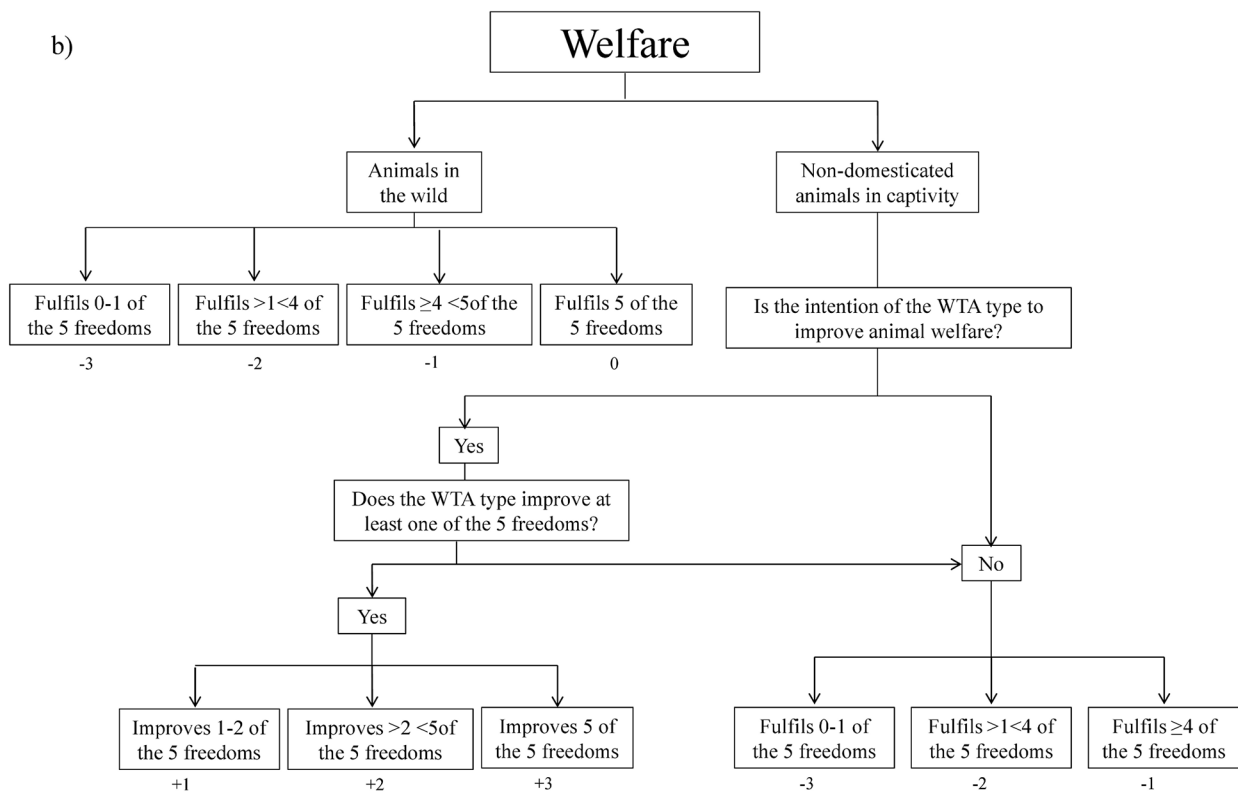 b)
Welfare
Animals in
the wild
Non-domesticated
animals in captivity
Fulfils 0-1 of
the 5 freedoms
-3
Fulfils >1<4 of
the 5 freedoms
-2
Fulfils ≥4 <5of the
5 freedoms
-1
Fulfils 5 of the
5 freedoms
0
Is the intention of the WTA type to
improve animal welfare?
Yes
Does the WTA type improve at
least one of the 5 freedoms?
No
Yes
Improves 1-2 of
the 5 freedoms
+1
Improves >2 <5of
the 5 freedoms
+2
Improves 5 of
the 5 freedoms
+3
Fulfils 0-1 of
the 5 freedoms
-3
Fulfils >1<4 of
the 5 freedoms
-2
Fulfils ≥4 of
the 5 freedoms
-1